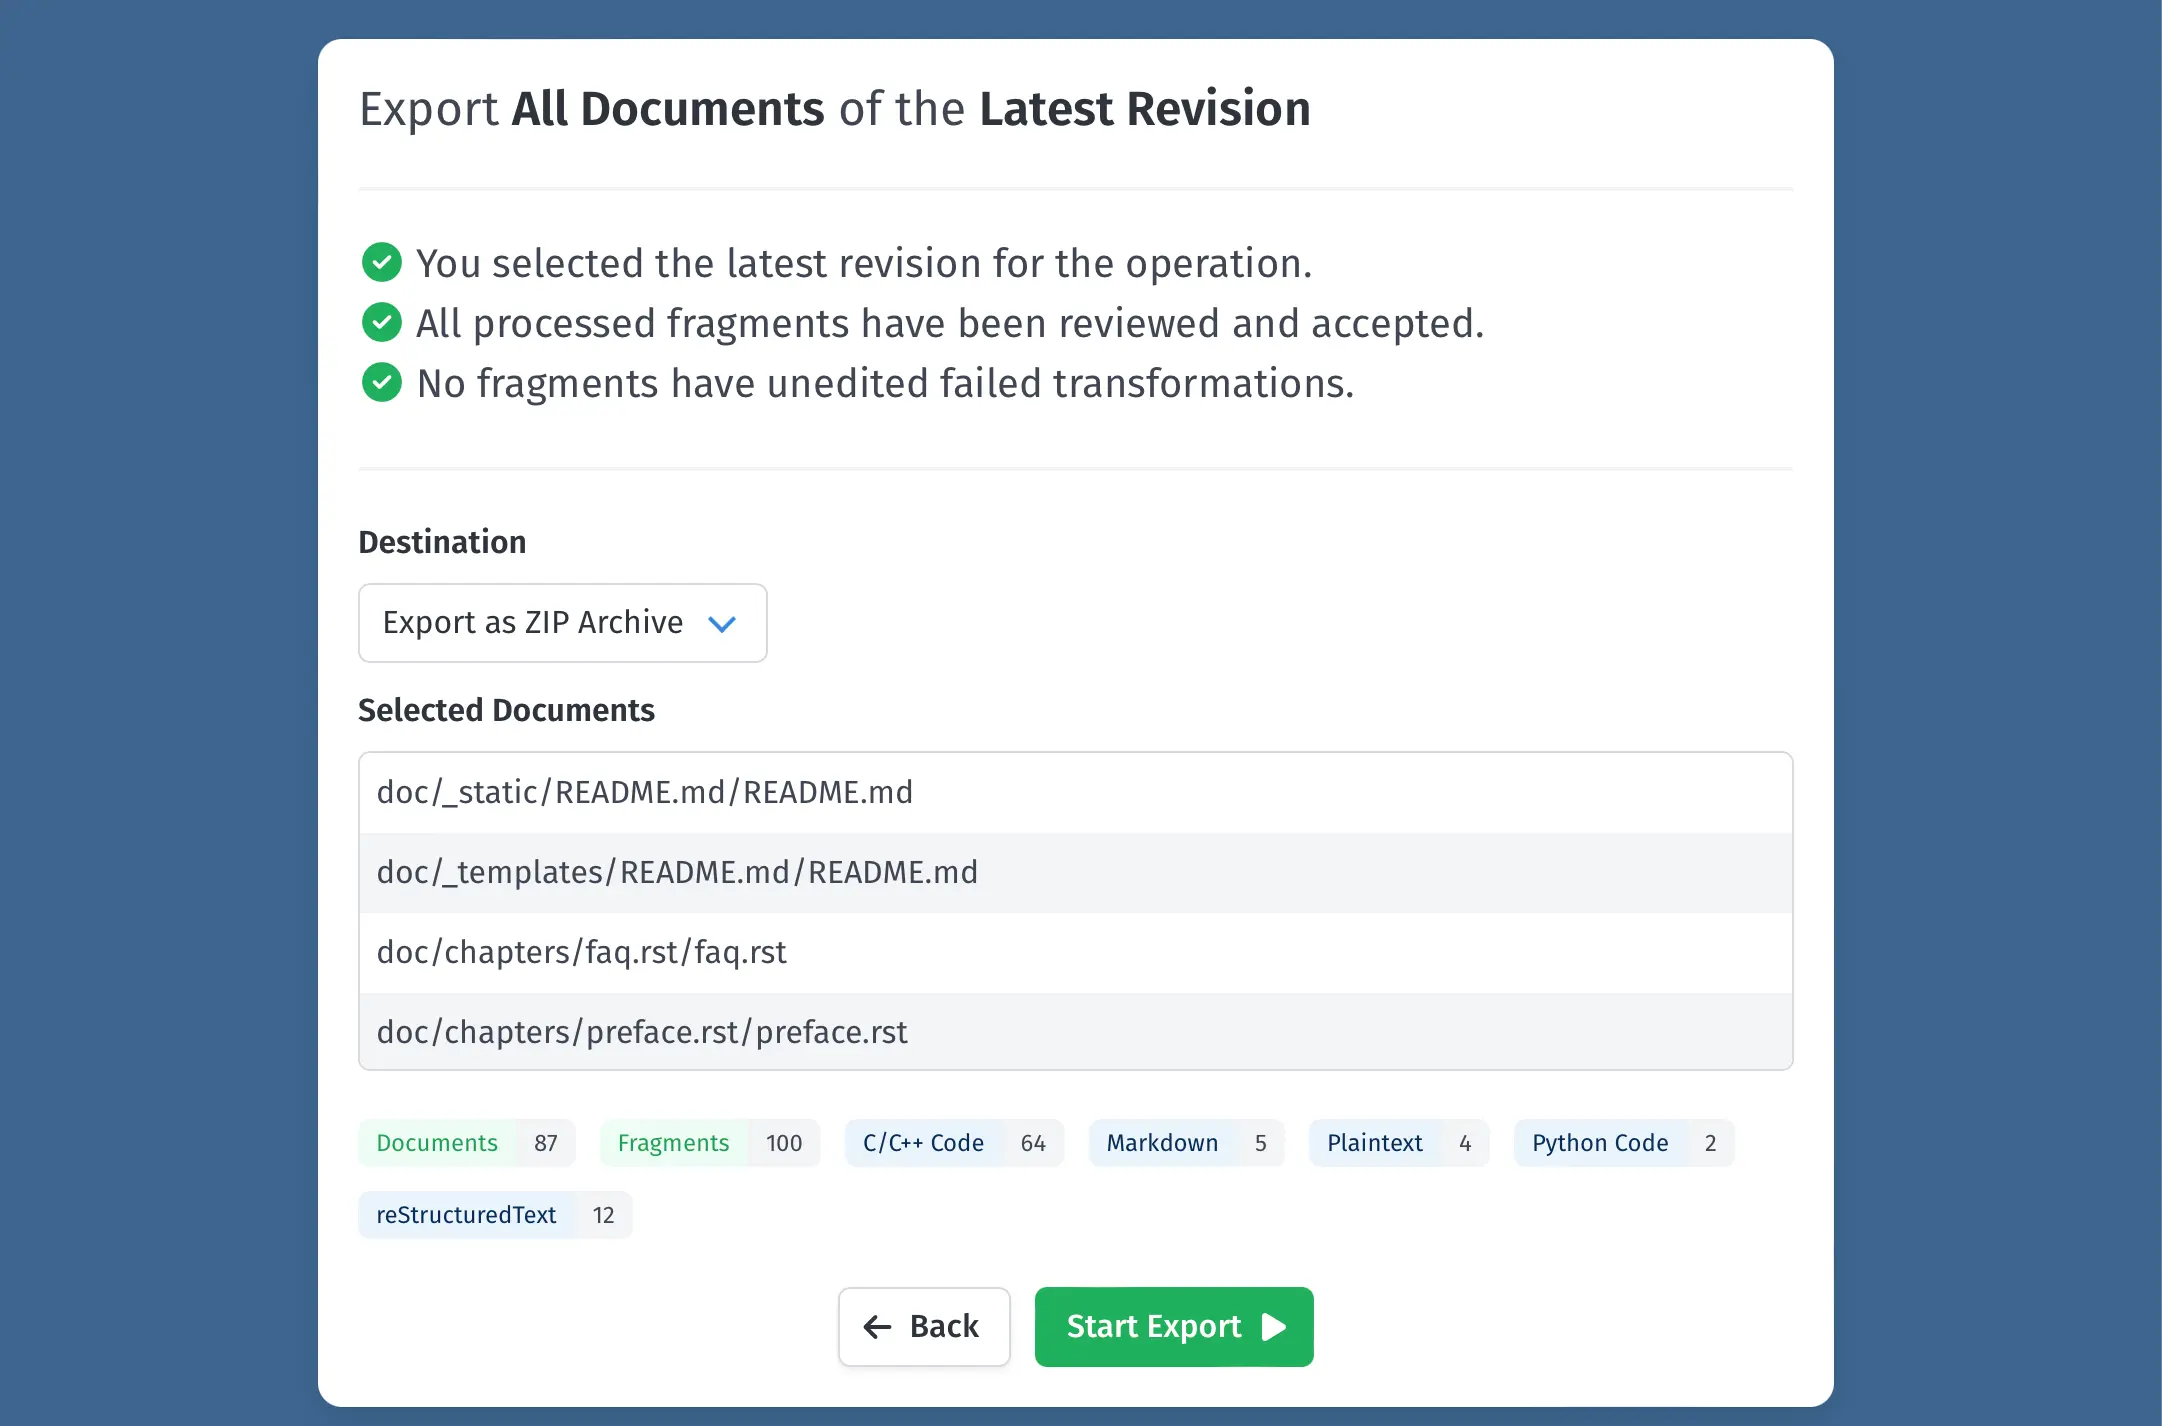 Export All Documents of the Latest Revision
You selected the latest revision for the operation.
All processed fragments have been reviewed and accepted.
No fragments have unedited failed transformations.
Destination
Export as ZIP Archive
Selected Documents
doc/_static/README.md/README.md
doc/_templates/README.md/README.md
doc/chapters/faq.rst/faq.rst
doc/chapters/preface.rst/preface.rst
Documents 87 Fragments 100 C/C++ Code 64 Markdown 5 Plaintext 4 Python Code 2
reStructuredText 12
Back Start Export